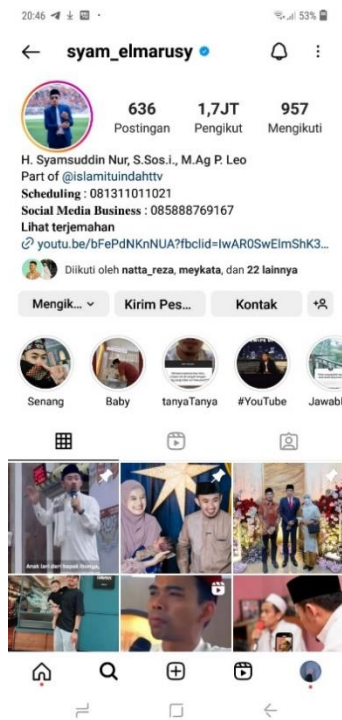 20:46
53%
syam_elmarusy
636
1,7JT
957
Postingan
Pengikut
Mengikuti
H. Syamsuddin Nur, S.Sos.i., M.Ag P. Leo
Part of @islamituindahttv
Scheduling : 081311011021
Social Media Business : 085888769167
Lihat terjemahan
youtu.be/bFePdNKnNUA?fbclid=IwAR0SwElmShK3...
Diikuti oleh natta_reza, meykata, dan 22 lainnya
Mengik...
Kirim Pes...
Kontak
Senang
Baby
tanyaTanya
#YouTube
Jawab
Anak lari dari bapak ibunya,